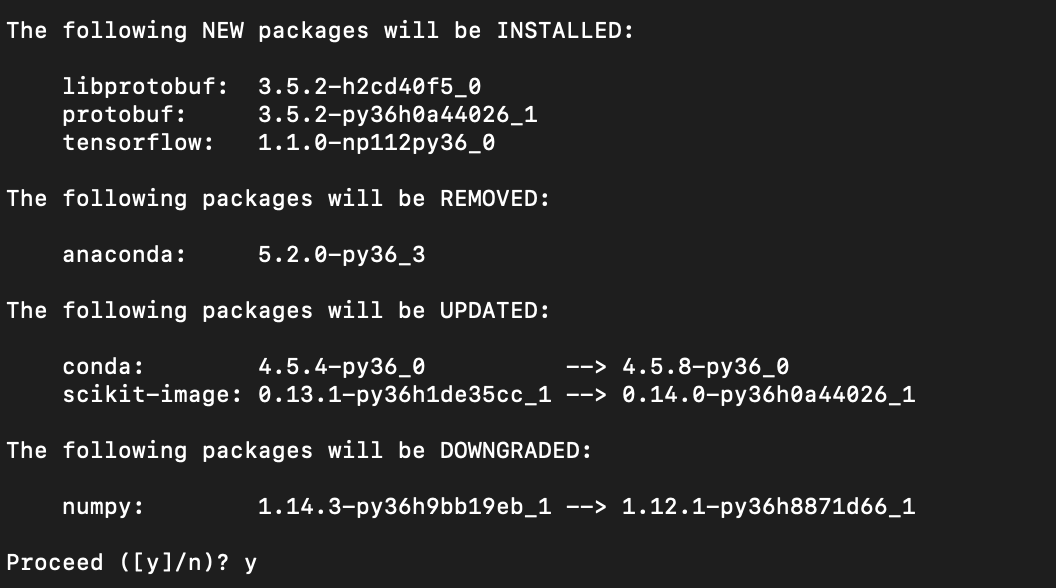 The following NEW packages will be INSTALLED:
libprotobuf: 3.5.2-h2cd40f5_0
protobuf: 3.5.2-py36h0a44026_1
tensorflow: 1.1.0-np112py36_0
The following packages will be REMOVED:
anaconda: 5.2.0-py36_3
The following packages will be UPDATED:
conda: 4.5.4-py36_0 --> 4.5.8-py36_0
scikit-image: 0.13.1-py36h1de35cc_1 --> 0.14.0-py36h0a44026_1
The following packages will be DOWNGRADED:
numpy: 1.14.3-py36h9bb19eb_1 --> 1.12.1-py36h8871d66_1
Proceed ([y]/n)? y